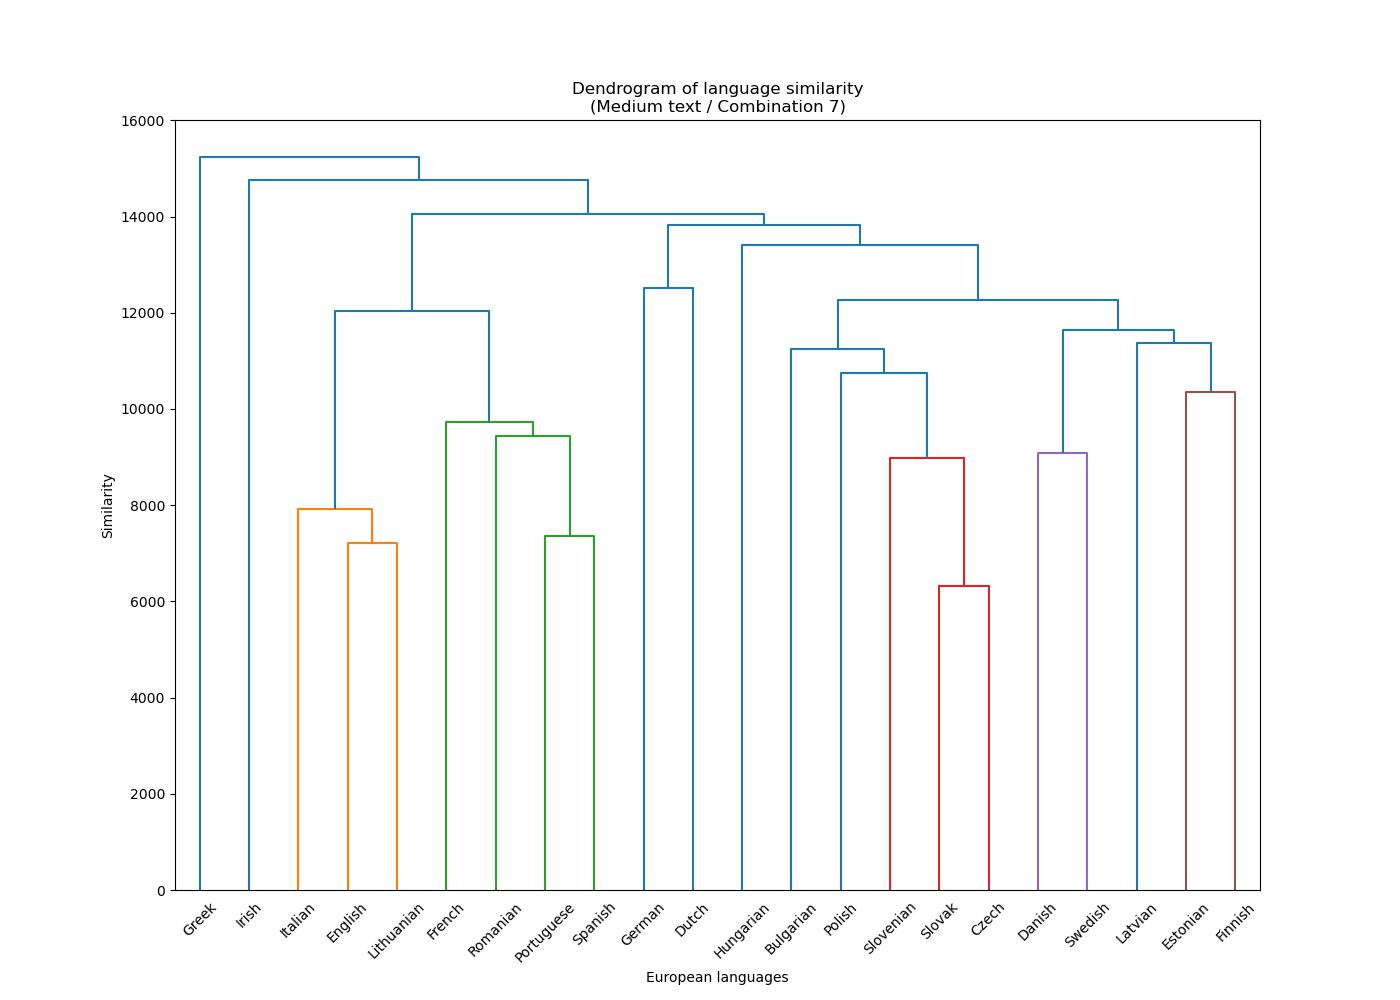 Dendrogram of language similarity
(Medium text / Combination 7)
16000
14000
12000
10000
8000
6000
4000
2000
0
Similarity
Greek
Irish
Italian
English
Lithuanian
French
Romanian
Portuguese
Spanish
German
Dutch
Hungarian
Bulgarian
Polish
Slovenian
Slovak
Czech
Danish
Swedish
Latvian
Estonian
Finnish
European languages